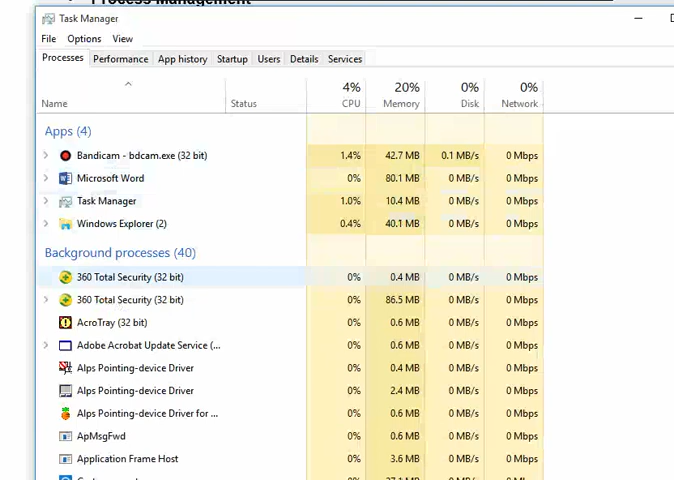 Process Management
Task Manager
File Options View
Processes Performance App history Startup Users Details Services
4% 20% 0% 0%
Name Status CPU Memory Disk Network
Apps (4)
Bandicam - bdcam.exe (32 bit) 1.4% 42.7 MB 0.1 MB/s 0 Mbps
Microsoft Word 0% 80.1 MB 0 MB/s 0 Mbps
Task Manager 1.0% 10.4 MB 0 MB/s 0 Mbps
Windows Explorer (2) 0.4% 40.1 MB 0 MB/s 0 Mbps
Background processes (40)
360 Total Security (32 bit) 0% 0.4 MB 0 MB/s 0 Mbps
360 Total Security (32 bit) 0% 86.5 MB 0 MB/s 0 Mbps
AcroTray (32 bit) 0% 0.6 MB 0 MB/s 0 Mbps
Adobe Acrobat Update Service (... 0% 0.6 MB 0 MB/s 0 Mbps
Alps Pointing-device Driver 0% 0.4 MB 0 MB/s 0 Mbps
Alps Pointing-device Driver 0% 2.4 MB 0 MB/s 0 Mbps
Alps Pointing-device Driver for ... 0% 0.6 MB 0 MB/s 0 Mbps
ApMsgFwd 0% 0.6 MB 0 MB/s 0 Mbps
Application Frame Host 0% 3.6 MB 0 MB/s 0 Mbps